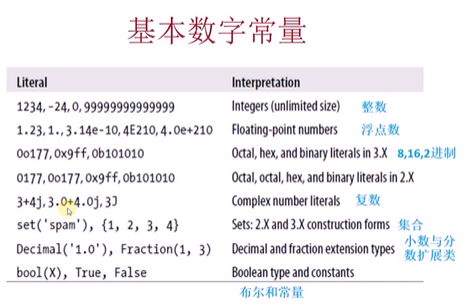 基本数字常量
Literal Interpretation
1234,-24,0,99999999999999 Integers (unlimited size) 整数
1.23,1.,3.14e-10,4E210,4.0e+210 Floating-point numbers 浮点数
0o177,0x9ff,0b101010 Octal, hex, and binary literals in 3.X 8,16,2进制
0177,0o177,0x9ff,0b101010 Octal, octal, hex, and binary literals in 2.X
3+4j,3.0+4.0j,3J Complex number literals 复数
set('spam'), {1, 2, 3, 4} Sets: 2.X and 3.X construction forms 集合
Decimal('1.0'), Fraction(1, 3) Decimal and fraction extension types 小数与分
数扩展类
bool(X), True, False Boolean type and constants
布尔和常量